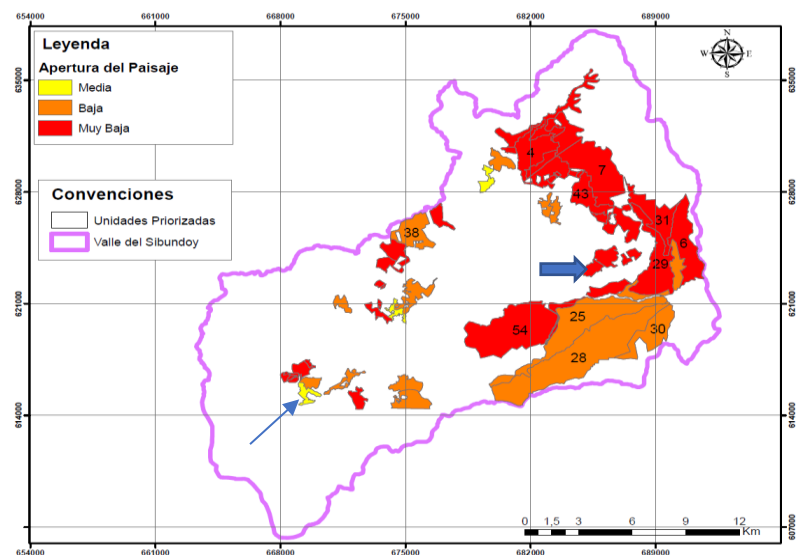 654000 661000 668000 675000 682000 689000
Leyenda
Apertura del Paisaje
Media
Baja
Muy Baja
Convenciones
Unidades Priorizadas
Valle del Sibundoy
N
W E
S
635000
628000
621000
614000
607000
4
7
43
31
6
29
38
25
54
30
28
0 1,5 3 6 9 12
Km
654000 661000 668000 675000 682000 689000